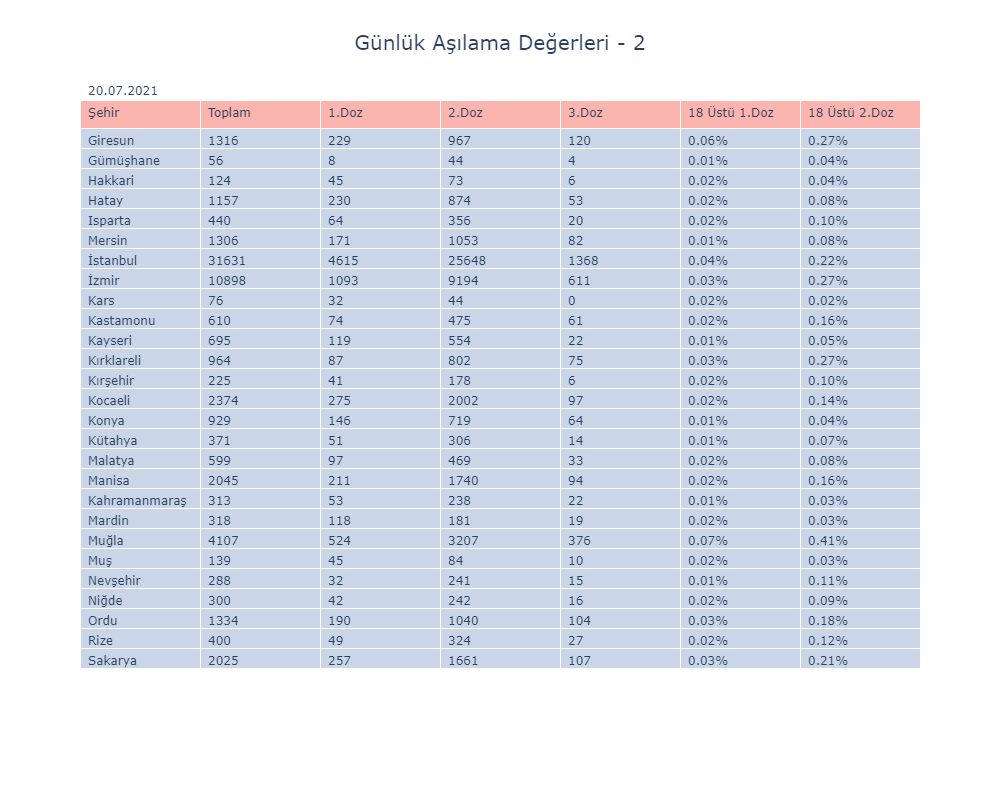 Günlük Aşılama Değerleri - 2
20.07.2021
Şehir Toplam 1.Doz 2.Doz 3.Doz 18 Üstü 1.Doz 18 Üstü 2.Doz
Giresun 1316 229 967 120 0.06% 0.27%
Gümüşhane 56 8 44 4 0.01% 0.04%
Hakkari 124 45 73 6 0.02% 0.04%
Hatay 1157 230 874 53 0.02% 0.08%
Isparta 440 64 356 20 0.02% 0.10%
Mersin 1306 171 1053 82 0.01% 0.08%
İstanbul 31631 4615 25648 1368 0.04% 0.22%
İzmir 10898 1093 9194 611 0.03% 0.27%
Kars 76 32 44 0 0.02% 0.02%
Kastamonu 610 74 475 61 0.02% 0.16%
Kayseri 695 119 554 22 0.01% 0.05%
Kırklareli 964 87 802 75 0.03% 0.27%
Kırşehir 225 41 178 6 0.02% 0.10%
Kocaeli 2374 275 2002 97 0.02% 0.14%
Konya 929 146 719 64 0.01% 0.04%
Kütahya 371 51 306 14 0.01% 0.07%
Malatya 599 97 469 33 0.02% 0.08%
Manisa 2045 211 1740 94 0.02% 0.16%
Kahramanmaraş 313 53 238 22 0.01% 0.03%
Mardin 318 118 181 19 0.02% 0.03%
Muğla 4107 524 3207 376 0.07% 0.41%
Muş 139 45 84 10 0.02% 0.03%
Nevşehir 288 32 241 15 0.01% 0.11%
Niğde 300 42 242 16 0.02% 0.09%
Ordu 1334 190 1040 104 0.03% 0.18%
Rize 400 49 324 27 0.02% 0.12%
Sakarya 2025 257 1661 107 0.03% 0.21%